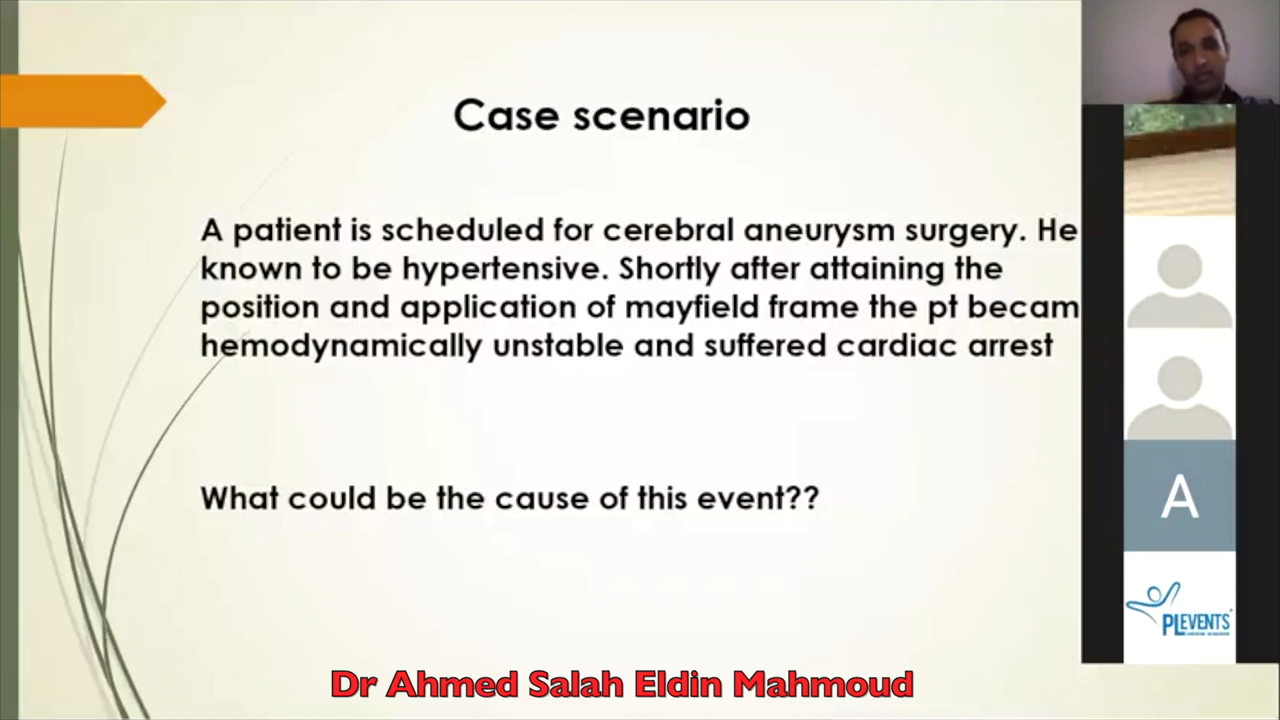 Case scenario
A patient is scheduled for cerebral aneurysm surgery. He
known to be hypertensive. Shortly after attaining the
position and application of mayfield frame the pt becam
hemodynamically unstable and suffered cardiac arrest
What could be the cause of this event??
A
PLEVENTS
Dr Ahmed Salah Eldin Mahmoud